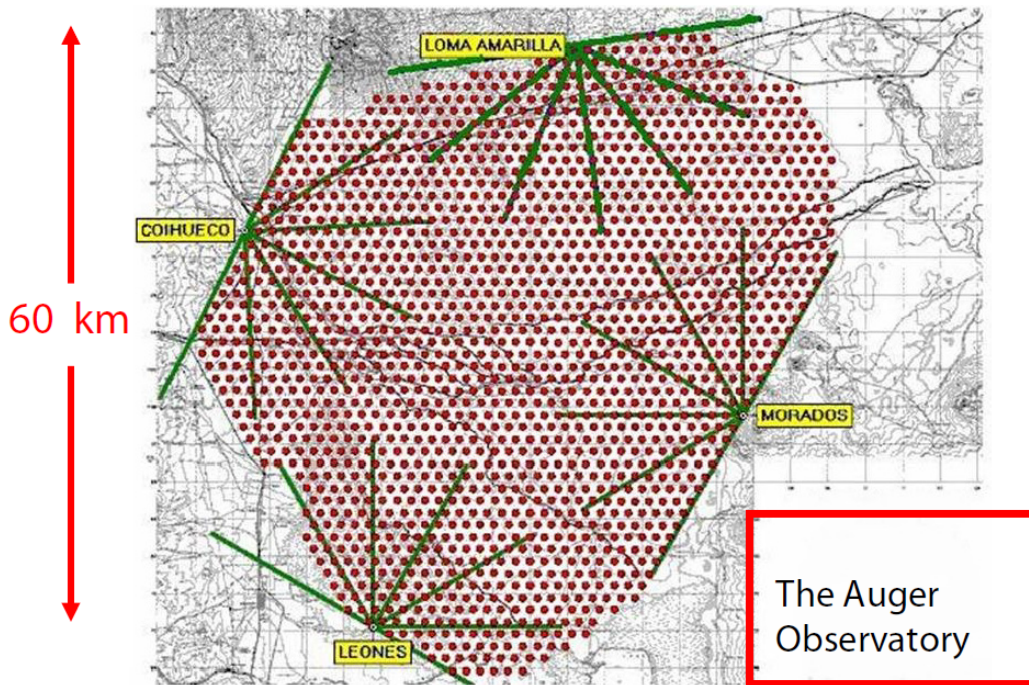 LOMA AMARILLA
COIHUECO
60 km
MORADOS
LEONES
The Auger
Observatory